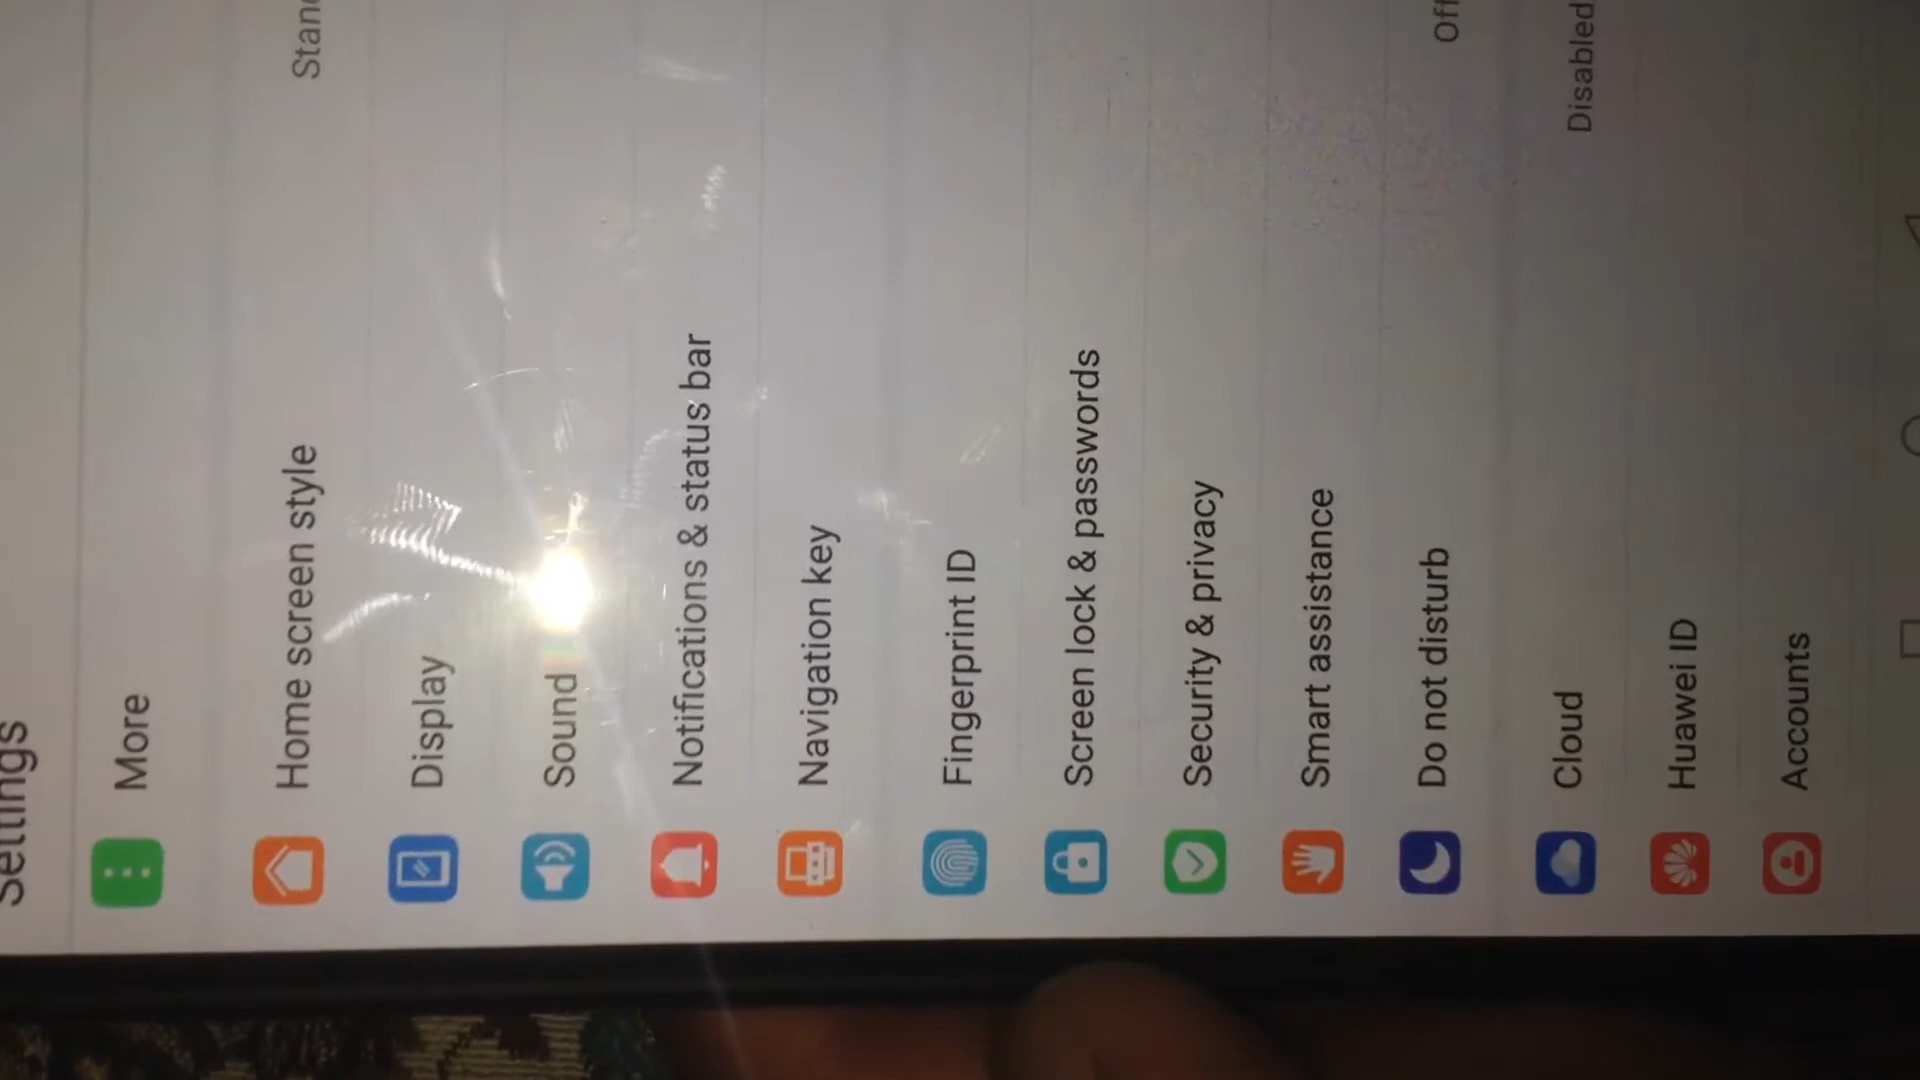 Settings
More
Home screen style
Display
Sound
Notifications & status bar
Navigation key
Fingerprint ID
Screen lock & passwords
Security & privacy
Smart assistance
Do not disturb Off
Cloud Disabled
Huawei ID
Accounts